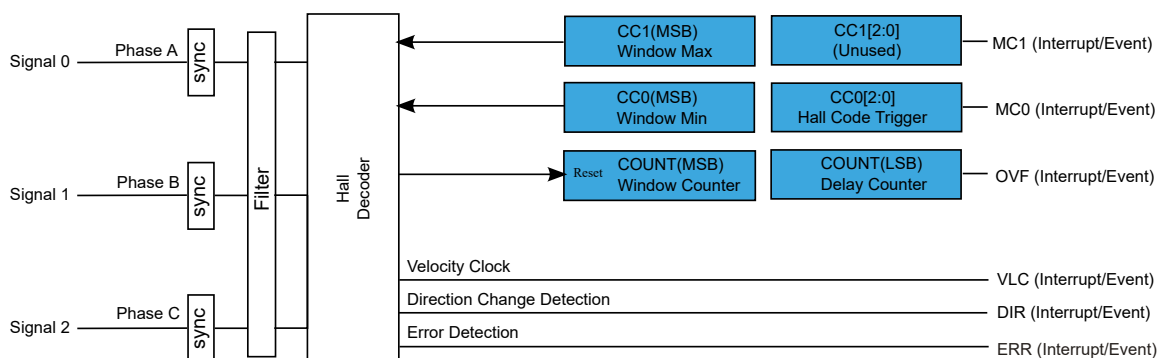 Signal 0
Phase A
sync
Signal 1
Phase B
sync
Signal 2
Phase C
sync
Filter
Hall
Decoder
CC1(MSB)
Window Max
CC1[2:0]
(Unused)
MC1 (Interrupt/Event)
CC0(MSB)
Window Min
CC0[2:0]
Hall Code Trigger
MC0 (Interrupt/Event)
Reset
COUNT(MSB)
Window Counter
COUNT(LSB)
Delay Counter
OVF (Interrupt/Event)
Velocity Clock
VLC (Interrupt/Event)
Direction Change Detection
DIR (Interrupt/Event)
Error Detection
ERR (Interrupt/Event)